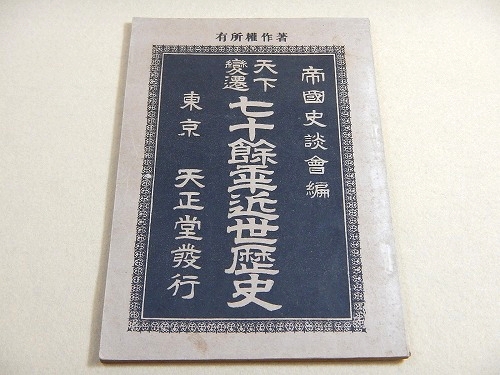 有所權作著
帝國史談會編
天下
變遷
七十餘年近世歷史
東京 天正堂發行